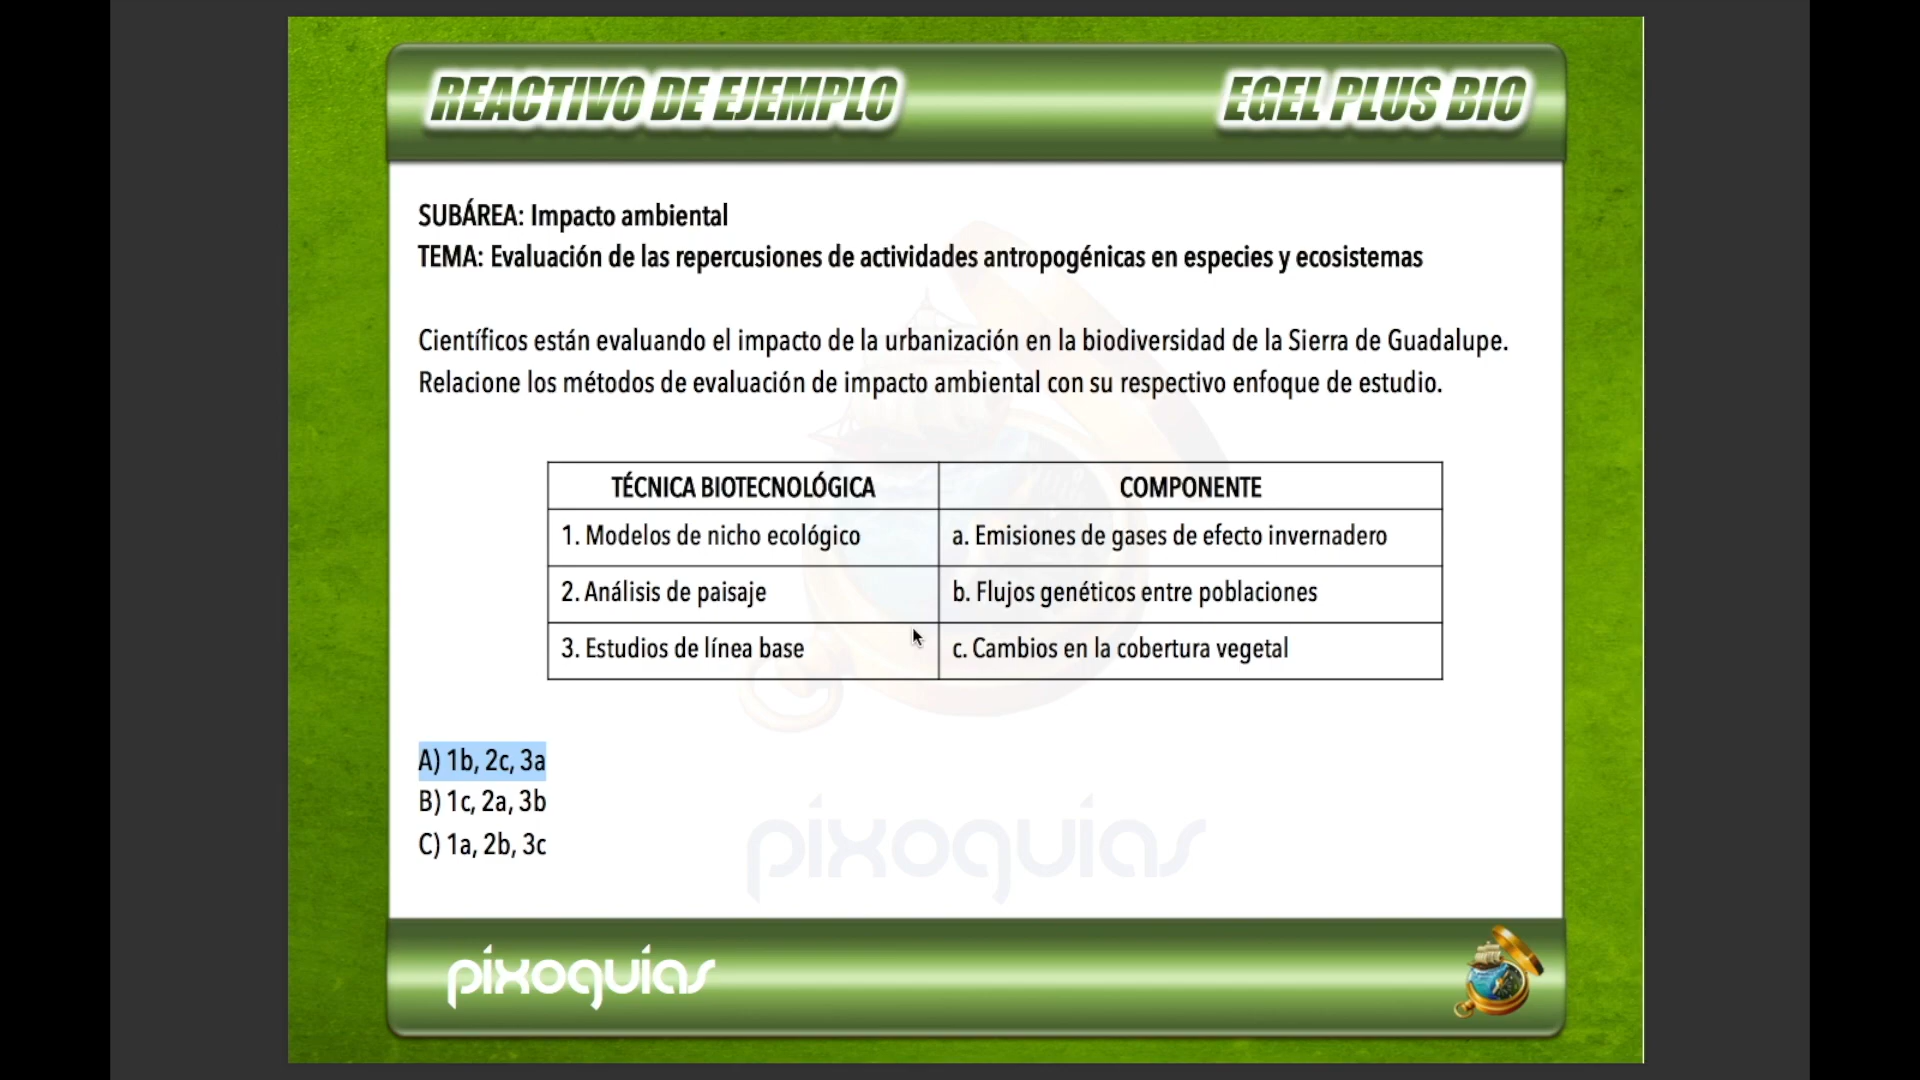 REACTIVO DE EJEMPLO
EGEL PLUS BIO
SUBÁREA: Impacto ambiental
TEMA: Evaluación de las repercusiones de actividades antropogénicas en especies y ecosistemas
Científicos están evaluando el impacto de la urbanización en la biodiversidad de la Sierra de Guadalupe.
Relacione los métodos de evaluación de impacto ambiental con su respectivo enfoque de estudio.
TÉCNICA BIOTECNOLÓGICA
COMPONENTE
1. Modelos de nicho ecológico
a. Emisiones de gases de efecto invernadero
2. Análisis de paisaje
b. Flujos genéticos entre poblaciones
3. Estudios de línea base
c. Cambios en la cobertura vegetal
A) 1b, 2c, 3a
B) 1c, 2a, 3b
C) 1a, 2b, 3c
pixoguías
pixoguías